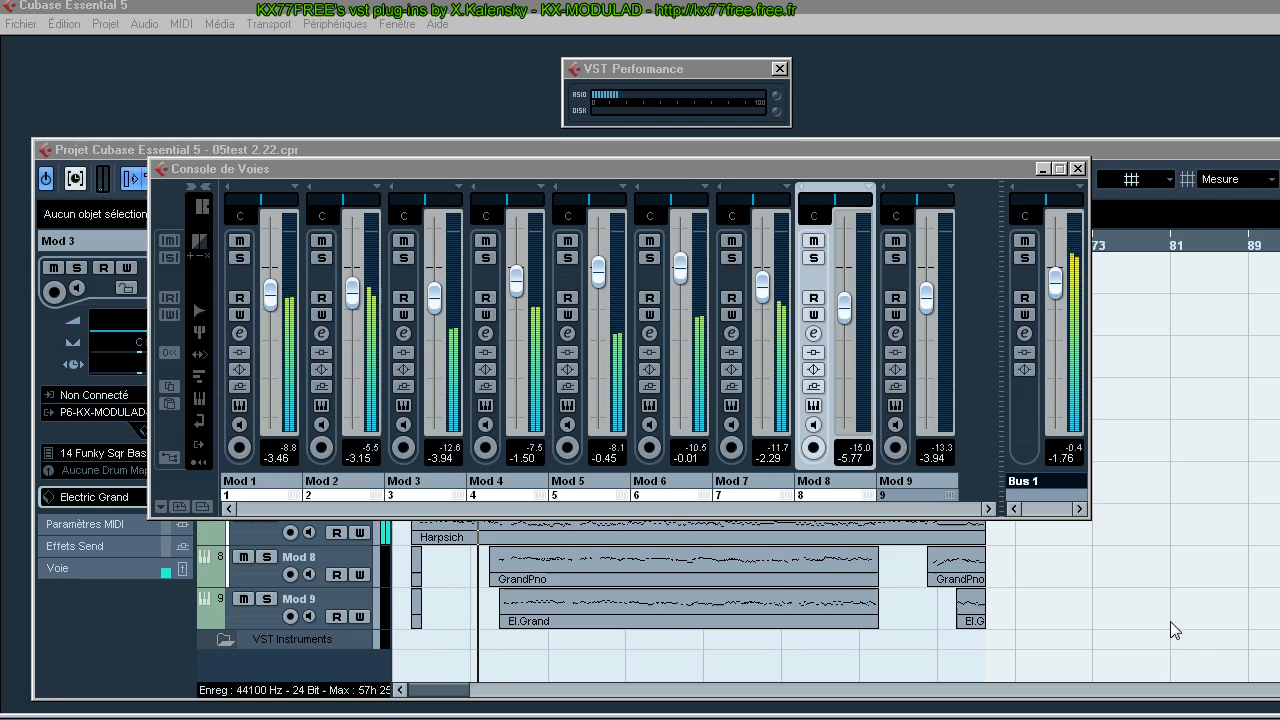 Cubase Essential 5
KX77FREE's vst plug-ins by X.Kalensky - KX-MODULAD - http://kx77free.free.fr
Fichier Édition Projet Audio MIDI Média Transport Périphériques Fenêtre Aide
VST Performance
ASIO
0 100
DISK
Projet Cubase Essential 5 - 05test 2.22.cpr
Console de Voies
Mesure
Aucun objet sélection
73 81 89
Mod 3
C C C C C C C C C C
M M M M M M M M M M
S S S S S S S S S S
M S R W
R R R R R R R R R R
W W W W W W W W W W
e e e e e e e e e e
C
Non Connecté
P6-KX-MODULAD
14 Funky_S
Aucun Drum Map
Electric Grand
-8.9 -5.5 -12.6 -7.5 -8.1 -10.5 -11.7 -15.0 -13.3 -0.4
-3.46 -3.15 -3.94 -1.50 -0.45 -0.01 -2.29 -5.77 -3.94 -1.76
Mod 1 Mod 2 Mod 3 Mod 4 Mod 5 Mod 6 Mod 7 Mod 8 Mod 9 Bus 1
1 2 3 4 5 6 7 8 9
Paramètres MIDI
Effets Send
Voie
R W
Harpsich
8 M S Mod 8
R W
GrandPno GrandPno
9 M S Mod 9
R W
El.Grand El.G
VST Instruments
Enreg : 44100 Hz - 24 Bit - Max : 57h 25